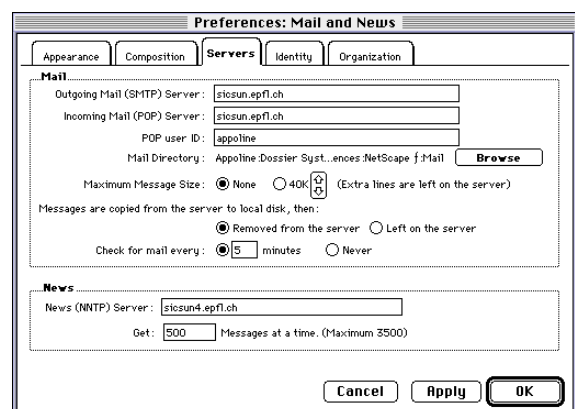 Preferences: Mail and News
Appearance Composition Servers Identity Organization
Mail
Outgoing Mail (SMTP) Server: sicsun.epfl.ch
Incoming Mail (POP) Server: sicsun.epfl.ch
POP user ID: appoline
Mail Directory: Appoline:Dossier Syst...ences:NetScape ƒ:Mail Browse
Maximum Message Size: None 40K (Extra lines are left on the server)
Messages are copied from the server to local disk, then:
Removed from the server Left on the server
Check for mail every: 5 minutes Never
News
News (NNTP) Server: sicsun4.epfl.ch
Get: 500 Messages at a time. (Maximum 3500)
Cancel Apply OK